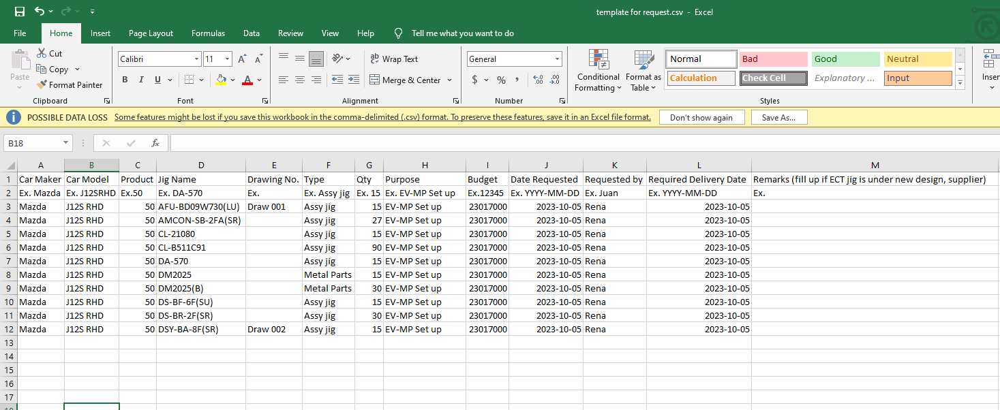 template for request.csv - Excel
File Home Insert Page Layout Formulas Data Review View Help Tell me what you want to do
Paste
Cut
Copy
Format Painter
Clipboard
Calibri 11
B I U A
Font
ab Wrap Text
Merge & Center
Alignment
General
$ % ,
Number
Conditional Formatting
Format as Table
Normal Bad Good Neutral
Calculation Check Cell Explanatory ... Input
Styles
Inser
POSSIBLE DATA LOSS Some features might be lost if you save this workbook in the comma-delimited (.csv) format. To preserve these features, save it in an Excel file format. Don't show again Save As...
B18 fx
A B C D E F G H I J K L M
1 Car Maker Car Model Product Jig Name Drawing No. Type Qty Purpose Budget Date Requested Requested by Required Delivery Date Remarks (fill up if ECT jig is under new design, supplier)
2 Ex. Mazda Ex. J12SRHD Ex.50 Ex. DA-570 Ex. Ex. Assy jig Ex. 15 Ex. EV-MP Set up Ex.12345 Ex. YYYY-MM-DD Ex. Juan Ex. YYYY-MM-DD Ex.
3 Mazda J12S RHD 50 AFU-BD09W730(LU) Draw 001 Assy jig 15 EV-MP Set up 23017000 2023-10-05 Rena 2023-10-05
4 Mazda J12S RHD 50 AMCON-SB-2FA(SR) Assy jig 27 EV-MP Set up 23017000 2023-10-05 Rena 2023-10-05
5 Mazda J12S RHD 50 CL-21080 Assy jig 15 EV-MP Set up 23017000 2023-10-05 Rena 2023-10-05
6 Mazda J12S RHD 50 CL-B511C91 Assy jig 90 EV-MP Set up 23017000 2023-10-05 Rena 2023-10-05
7 Mazda J12S RHD 50 DA-570 Assy jig 15 EV-MP Set up 23017000 2023-10-05 Rena 2023-10-05
8 Mazda J12S RHD 50 DM2025 Metal Parts 15 EV-MP Set up 23017000 2023-10-05 Rena 2023-10-05
9 Mazda J12S RHD 50 DM2025(B) Metal Parts 30 EV-MP Set up 23017000 2023-10-05 Rena 2023-10-05
10 Mazda J12S RHD 50 DS-BF-6F(SU) Assy jig 15 EV-MP Set up 23017000 2023-10-05 Rena 2023-10-05
11 Mazda J12S RHD 50 DS-BR-2F(SR) Assy jig 30 EV-MP Set up 23017000 2023-10-05 Rena 2023-10-05
12 Mazda J12S RHD 50 DSY-BA-8F(SR) Draw 002 Assy jig 15 EV-MP Set up 23017000 2023-10-05 Rena 2023-10-05
13
14
15
16
17